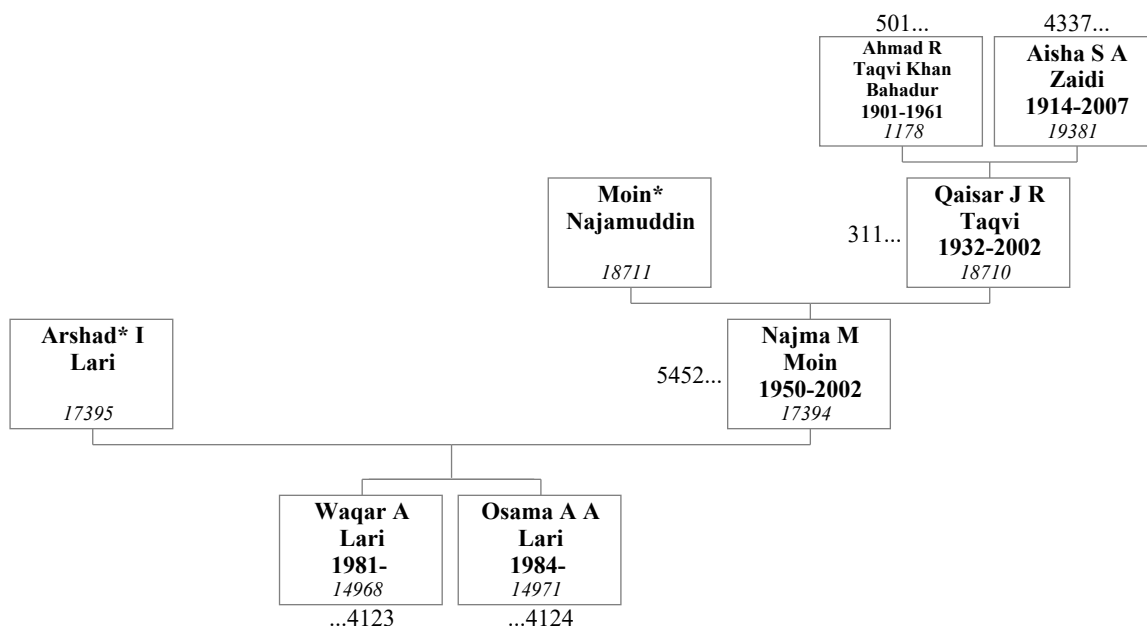 501...
Ahmad R
Taqvi Khan
Bahadur
1901-1961
1178
4337...
Aisha S A
Zaidi
1914-2007
19381
Moin*
Najamuddin
18711
311...
Qaisar J R
Taqvi
1932-2002
18710
Arshad* I
Lari
17395
5452...
Najma M
Moin
1950-2002
17394
Waqar A
Lari
1981-
14968
...4123
Osama A A
Lari
1984-
14971
...4124